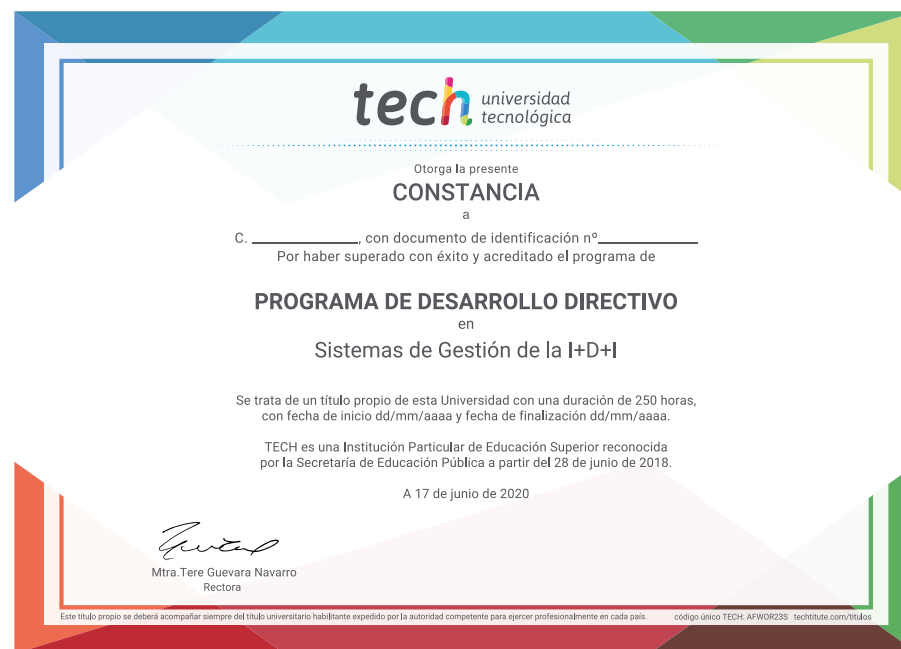 tech universidad
tecnológica
Otorga la presente
CONSTANCIA
a
C. ____________, con documento de identificación nº____________
Por haber superado con éxito y acreditado el programa de
PROGRAMA DE DESARROLLO DIRECTIVO
en
Sistemas de Gestión de la I+D+I
Se trata de un título propio de esta Universidad con una duración de 250 horas,
con fecha de inicio dd/mm/aaaa y fecha de finalización dd/mm/aaaa.
TECH es una Institución Particular de Educación Superior reconocida
por la Secretaría de Educación Pública a partir del 28 de junio de 2018.
A 17 de junio de 2020
Mtra.Tere Guevara Navarro
Rectora
Este título propio se deberá acompañar siempre del título universitario habilitante expedido por la autoridad competente para ejercer profesionalmente en cada país. código único TECH: AFWOR23S techtitute.com/titulos